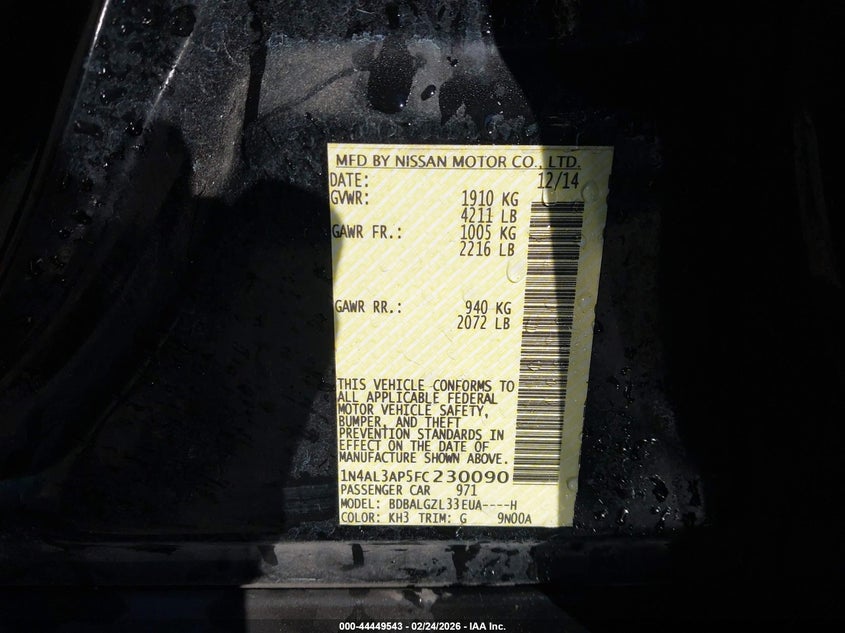 MFD BY NISSAN MOTOR CO., LTD.
DATE: 12/14
GVWR: 1910 KG
4211 LB
GAWR FR.: 1005 KG
2216 LB
GAWR RR.: 940 KG
2072 LB
THIS VEHICLE CONFORMS TO
ALL APPLICABLE FEDERAL
MOTOR VEHICLE SAFETY,
BUMPER, AND THEFT
PREVENTION STANDARDS IN
EFFECT ON THE DATE OF
MANUFACTURE SHOWN ABOVE.
1N4AL3AP5FC230090
PASSENGER CAR 971
MODEL: BDBALGZL33EUA----H
COLOR: KH3 TRIM: G 9N00A
000-44449543 - 02/24/2026 - IAA Inc.